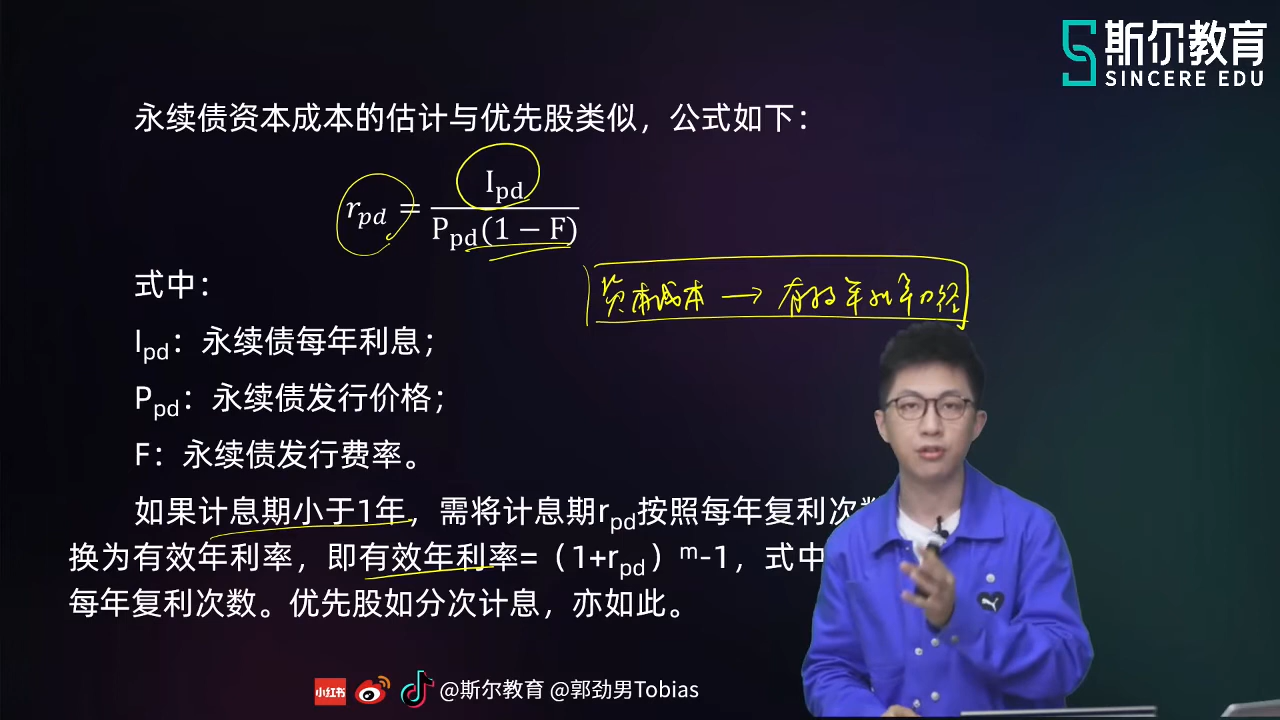 斯尔教育
SINCERE EDU
永续债资本成本的估计与优先股类似，公式如下：
r_pd = I_pd / P_pd(1 − F)
式中：
资本成本 → 有效年利率口径
I_pd：永续债每年利息；
P_pd：永续债发行价格；
F：永续债发行费率。
如果计息期小于1年，需将计息期r_pd按照每年复利次
换为有效年利率，即有效年利率=（1+r_pd）^m-1，式中
每年复利次数。优先股如分次计息，亦如此。
小红书 @斯尔教育 @郭劲男Tobias